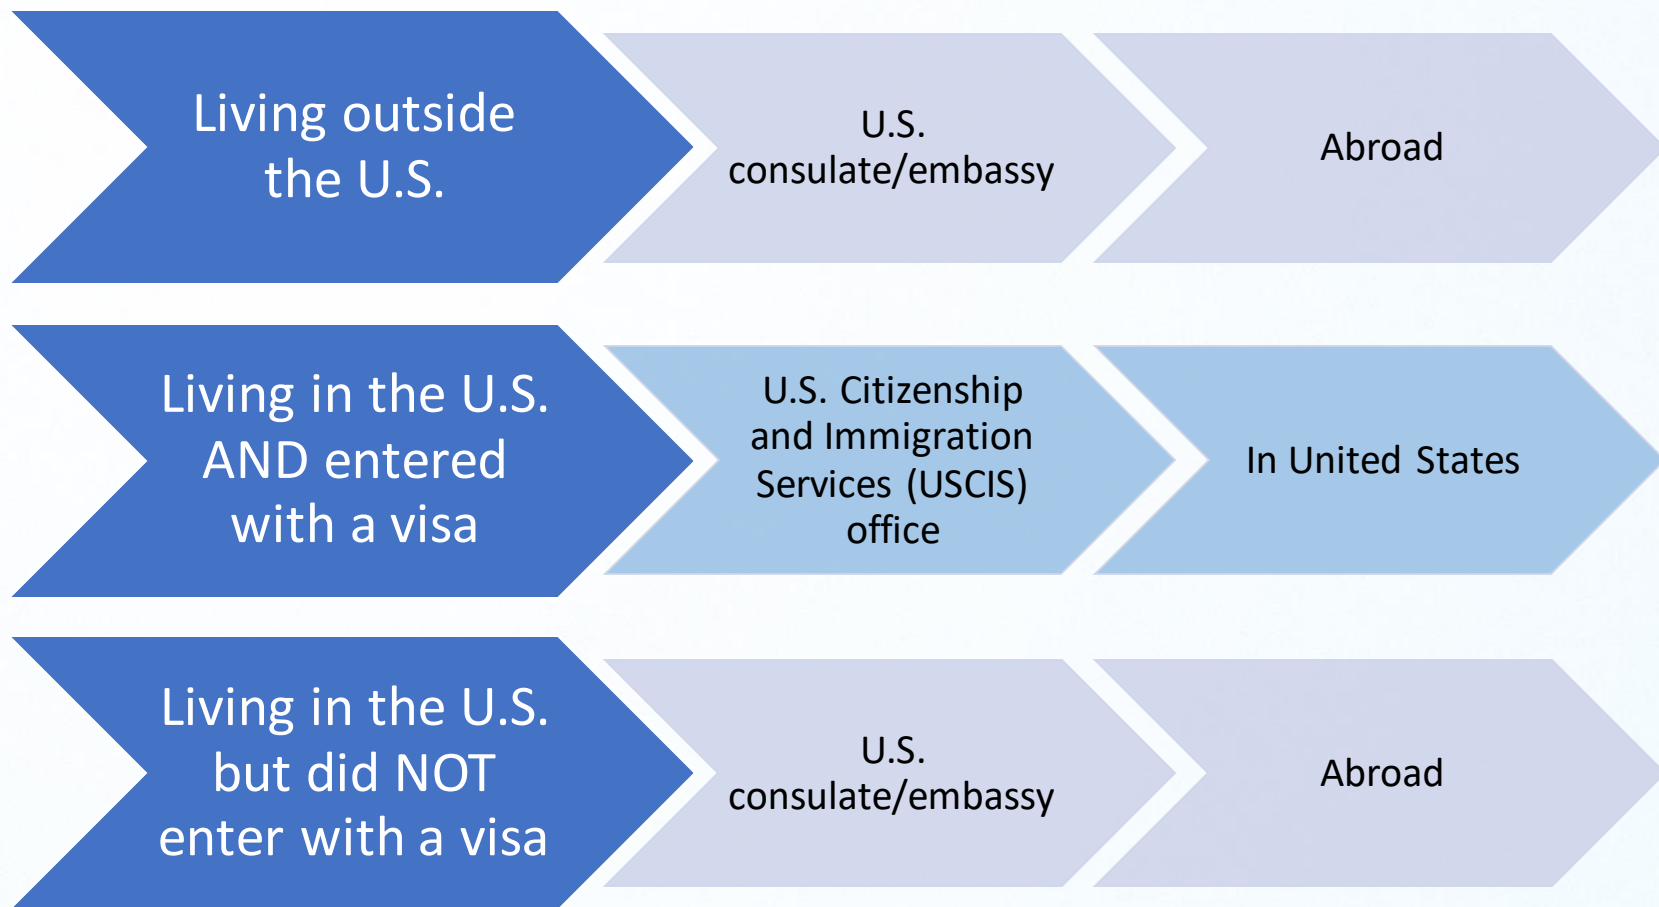 Living outside
the U.S.
U.S.
consulate/embassy
Abroad
Living in the U.S.
AND entered
with a visa
U.S. Citizenship
and Immigration
Services (USCIS)
office
In United States
Living in the U.S.
but did NOT
enter with a visa
U.S.
consulate/embassy
Abroad